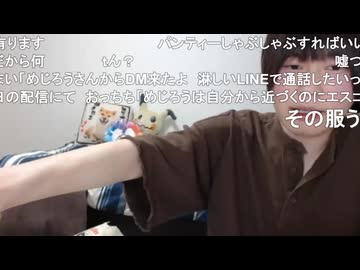 有ります
パンティーしゃぶしゃぶすればいい
だから何
tん？
嘘つ
まい「めじろうさんからDM来たよ
淋しいLINEで通話したいっ
日の配信にて
おっちち「めじろうは自分から近づくのにエスコ
その服う